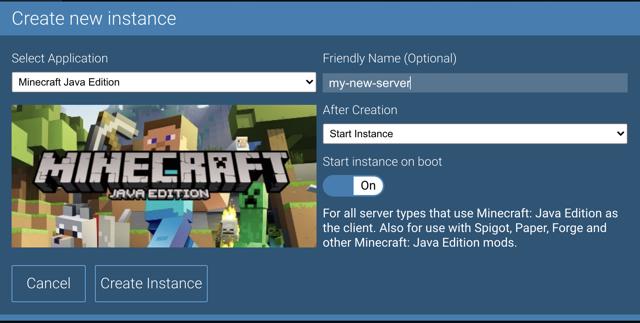 Create new instance
Select Application
Minecraft Java Edition
MINECRAFT
JAVA EDITION
Friendly Name (Optional)
my-new-server
After Creation
Start Instance
Start instance on boot
On
For all server types that use Minecraft: Java Edition as
the client. Also for use with Spigot, Paper, Forge and
other Minecraft: Java Edition mods.
Cancel
Create Instance